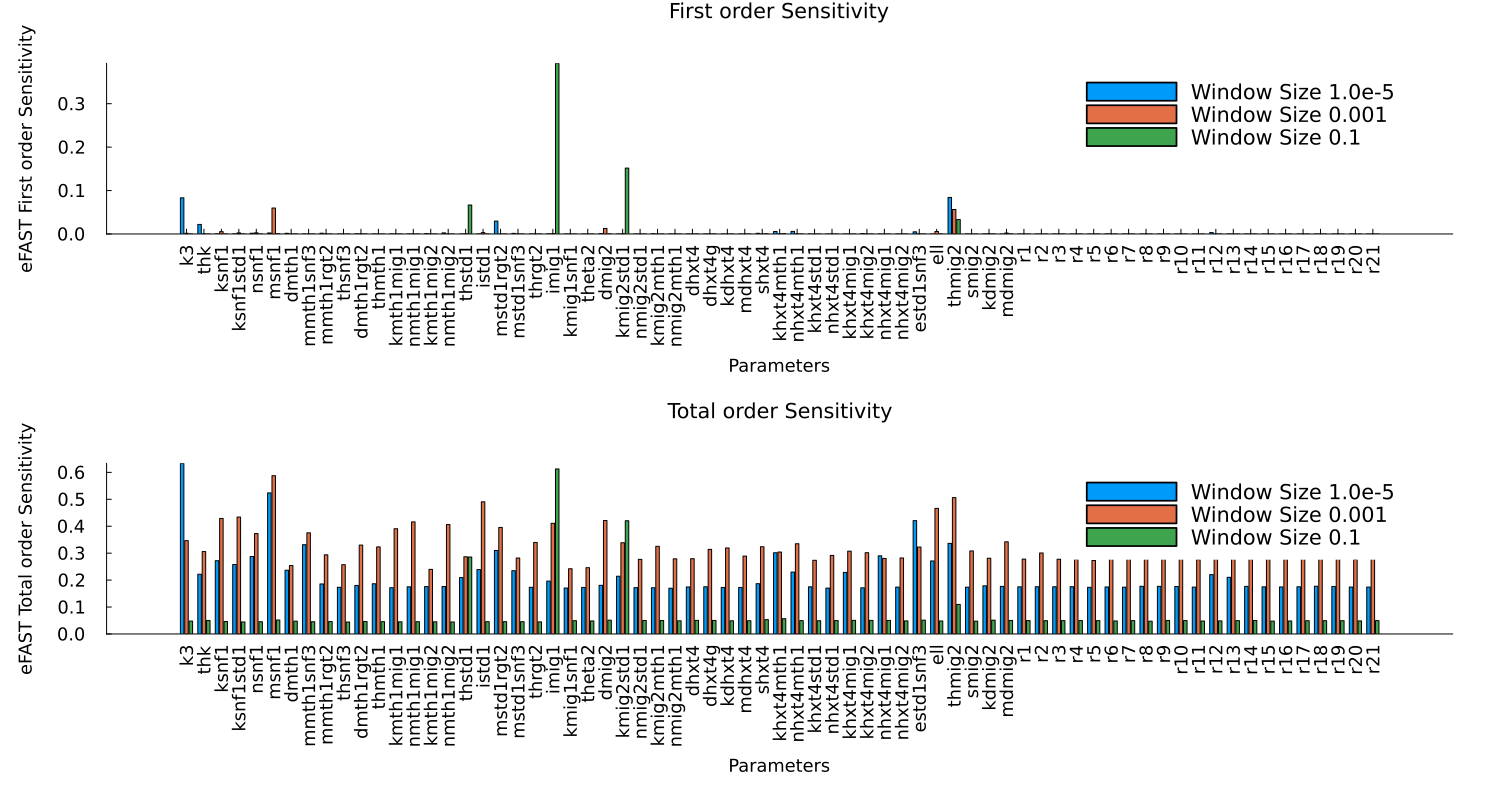 First order Sensitivity
eFAST First order Sensitivity
0.3
0.2
0.1
0.0
Window Size 1.0e-5
Window Size 0.001
Window Size 0.1
k3 thk ksnf1 ksnf1std1 nsnf1 msnf1 dmth1 mmth1snf3 mmth1rgt2 thsnf3 dmth1rgt2 thmth1 kmth1mig1 nmth1mig1 kmth1mig2 nmth1mig2 thstd1 istd1 mstd1rgt2 mstd1snf3 thrgt2 imig1 kmig1snf1 theta2 dmig2 kmig2std1 nmig2std1 kmig2mth1 nmig2mth1 dhxt4 dhxt4g kdhxt4 mdhxt4 shxt4 khxt4mth1 nhxt4mth1 khxt4std1 nhxt4std1 khxt4mig1 khxt4mig2 nhxt4mig1 nhxt4mig2 estd1snf3 ell thmig2 smig2 kdmig2 mdmig2 r1 r2 r3 r4 r5 r6 r7 r8 r9 r10 r11 r12 r13 r14 r15 r16 r17 r18 r19 r20 r21
Parameters
Total order Sensitivity
eFAST Total order Sensitivity
0.6
0.5
0.4
0.3
0.2
0.1
0.0
Window Size 1.0e-5
Window Size 0.001
Window Size 0.1
k3 thk ksnf1 ksnf1std1 nsnf1 msnf1 dmth1 mmth1snf3 mmth1rgt2 thsnf3 dmth1rgt2 thmth1 kmth1mig1 nmth1mig1 kmth1mig2 nmth1mig2 thstd1 istd1 mstd1rgt2 mstd1snf3 thrgt2 imig1 kmig1snf1 theta2 dmig2 kmig2std1 nmig2std1 kmig2mth1 nmig2mth1 dhxt4 dhxt4g kdhxt4 mdhxt4 shxt4 khxt4mth1 nhxt4mth1 khxt4std1 nhxt4std1 khxt4mig1 khxt4mig2 nhxt4mig1 nhxt4mig2 estd1snf3 ell thmig2 smig2 kdmig2 mdmig2 r1 r2 r3 r4 r5 r6 r7 r8 r9 r10 r11 r12 r13 r14 r15 r16 r17 r18 r19 r20 r21
Parameters